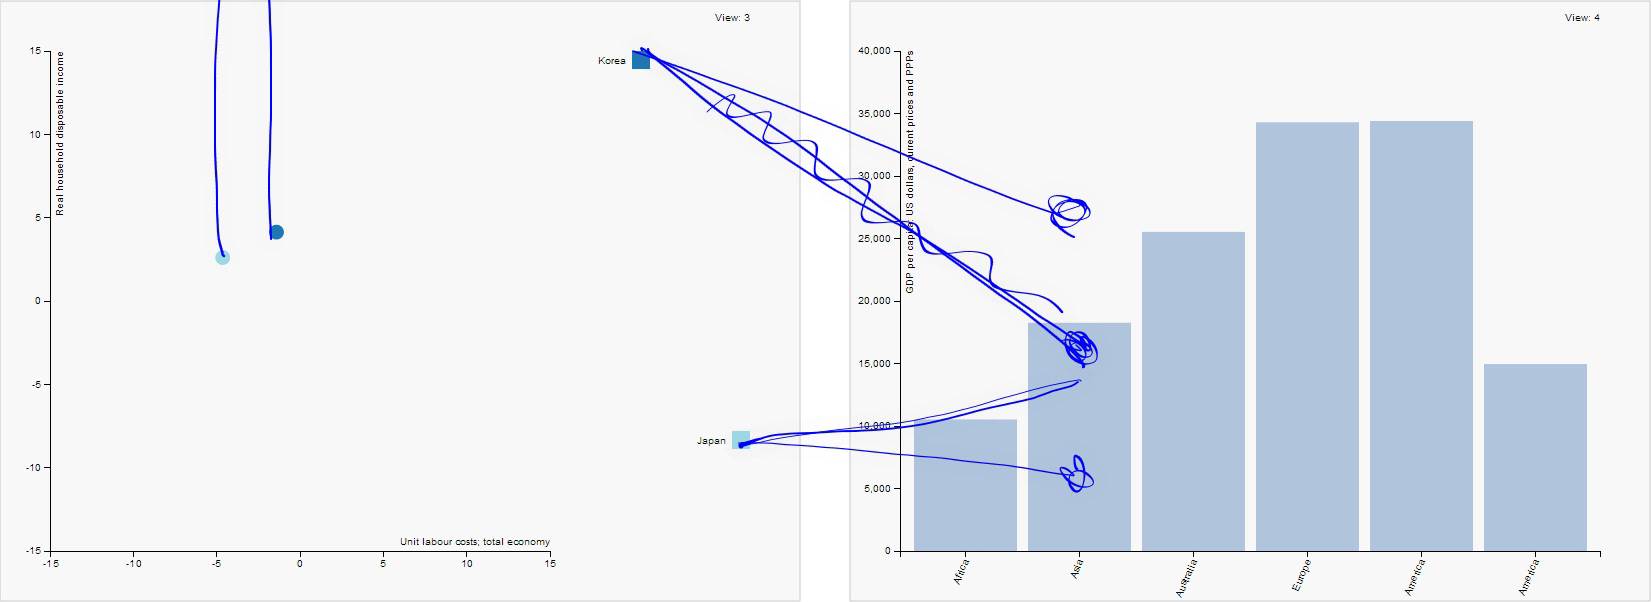 View: 3
15
10
5
0
-5
-10
-15
Real household disposable income
Korea
Japan
Unit labour costs; total economy
-15
-10
-5
0
5
10
15
View: 4
40,000
35,000
30,000
25,000
20,000
15,000
10,000
5,000
0
GDP per capita; US dollars, current prices and PPPs
Africa
Asia
Australia
Europe
America
America